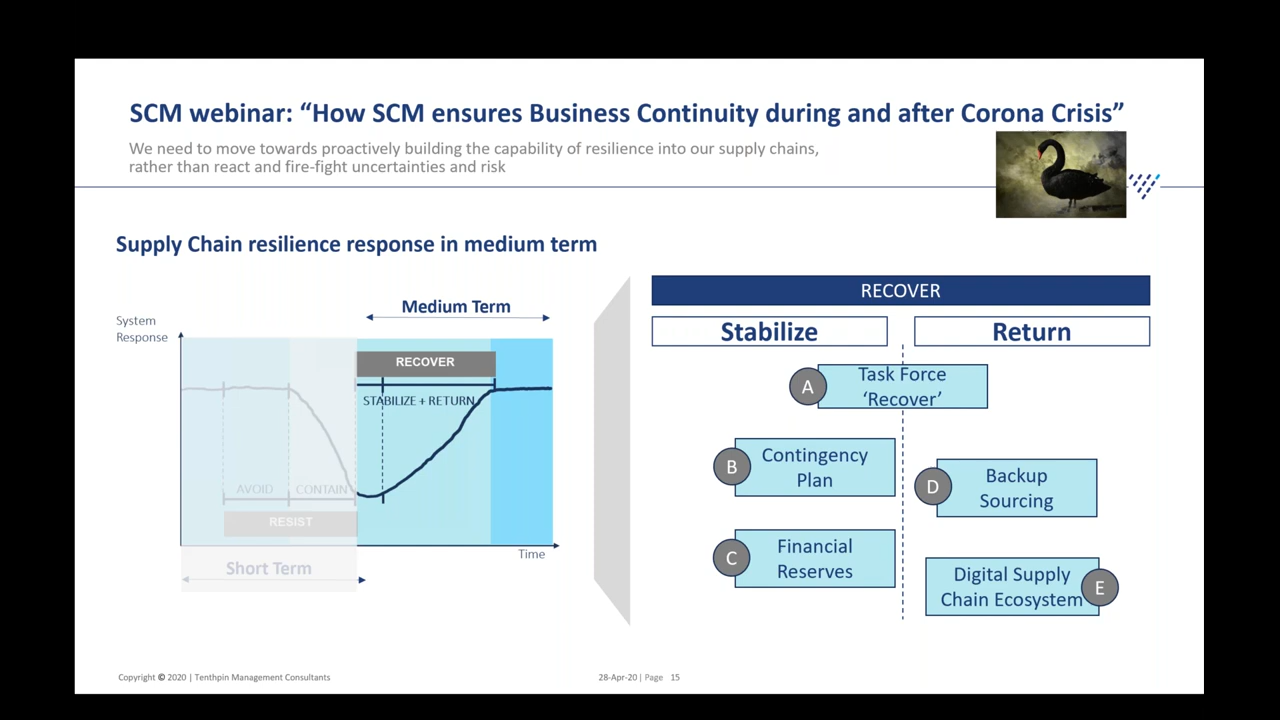 SCM webinar: “How SCM ensures Business Continuity during and after Corona Crisis”
We need to move towards proactively building the capability of resilience into our supply chains,
rather than react and fire-fight uncertainties and risk
Supply Chain resilience response in medium term
Medium Term
System
Response
RECOVER
STABILIZE + RETURN
AVOID
CONTAIN
RESIST
Time
Short Term
RECOVER
Stabilize
Return
A
Task Force
‘Recover’
B
Contingency
Plan
D
Backup
Sourcing
C
Financial
Reserves
Digital Supply
Chain Ecosystem
E
Copyright © 2020 | Tenthpin Management Consultants
28-Apr-20 | Page 15